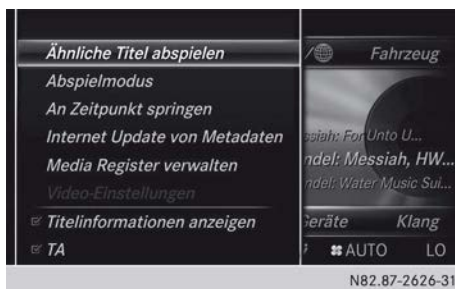 Ähnliche Titel abspielen
Fahrzeug
Abspielmodus
An Zeitpunkt springen
Internet Update von Metadaten
siah: For Unto U...
Media Register verwalten
ndel: Messiah, HW...
Video-Einstellungen
ndel: Water Music Sui...
Titelinformationen anzeigen
Geräte Klang
TA
AUTO LO
N82.87-2626-31